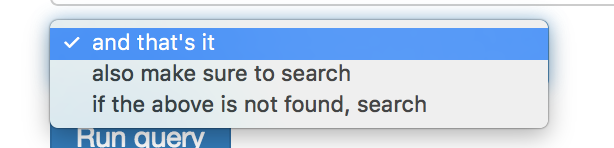 ✓ and that's it
also make sure to search
if the above is not found, search
Run query